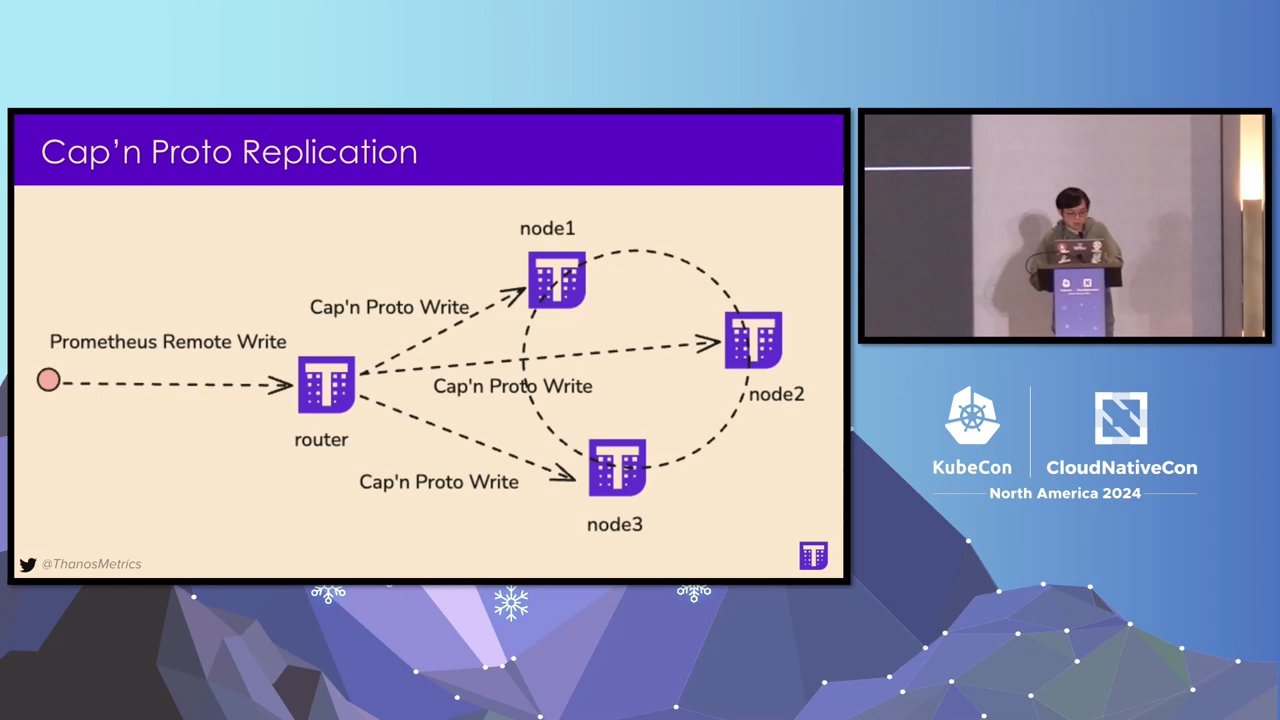 Cap'n Proto Replication
node1
Cap'n Proto Write
Prometheus Remote Write
Cap'n Proto Write
node2
router
Cap'n Proto Write
node3
@ThanosMetrics
KubeCon
CloudNativeCon
North America 2024